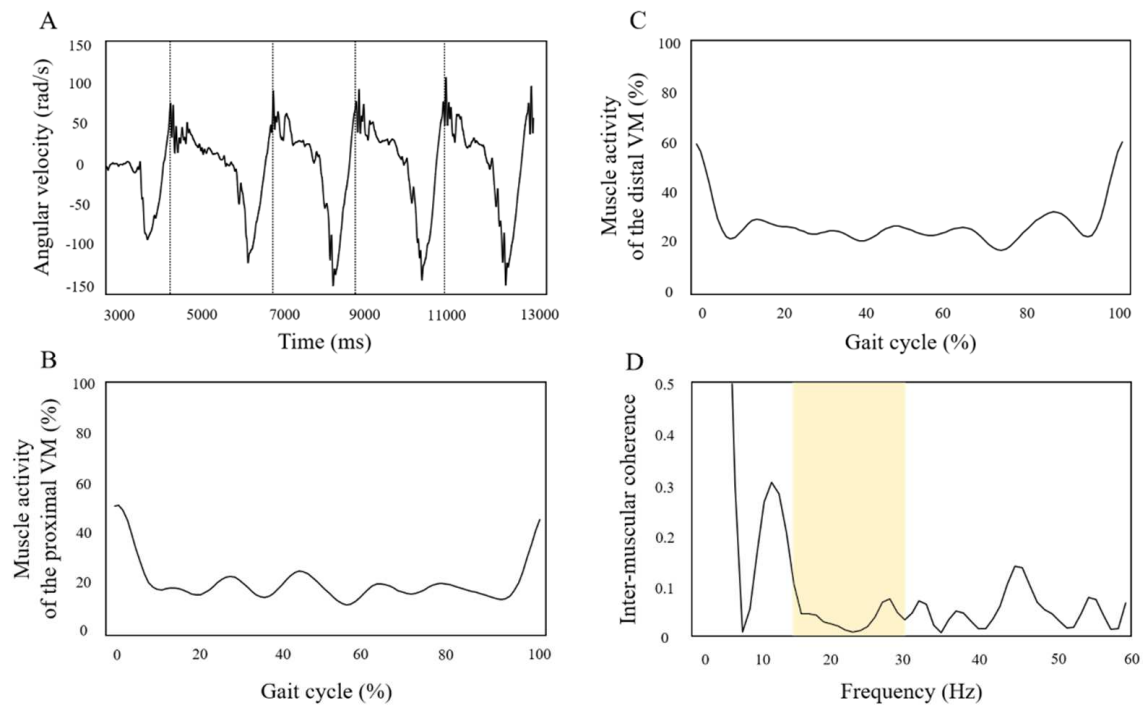 A
Angular velocity (rad/s)
150
100
50
0
-50
-100
-150
3000 5000 7000 9000 11000 13000
Time (ms)
B
Muscle activity
of the proximal VM (%)
100
80
60
40
20
0
0 20 40 60 80 100
Gait cycle (%)
C
Muscle activity
of the distal VM (%)
100
80
60
40
20
0
0 20 40 60 80 100
Gait cycle (%)
D
Inter-muscular coherence
0.5
0.4
0.3
0.2
0.1
0
0 10 20 30 40 50 60
Frequency (Hz)